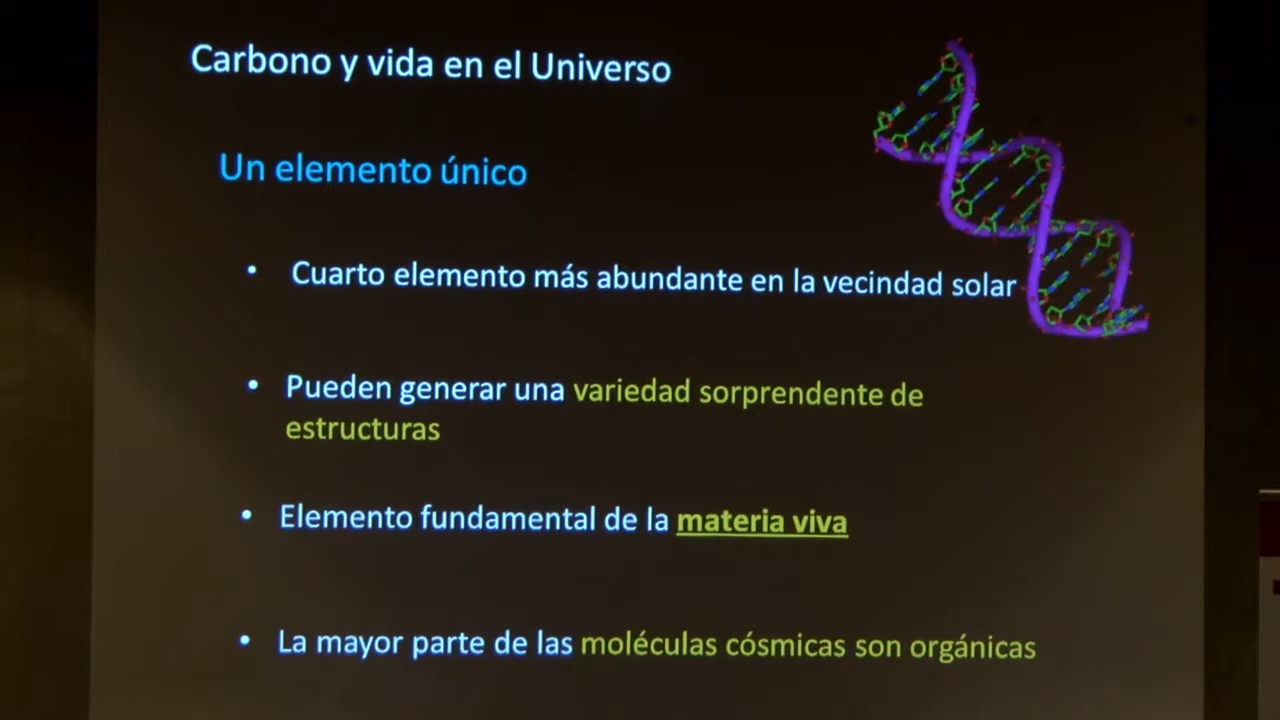 Carbono y vida en el Universo
Un elemento único
• Cuarto elemento más abundante en la vecindad solar
• Pueden generar una variedad sorprendente de
estructuras
• Elemento fundamental de la materia viva
• La mayor parte de las moléculas cósmicas son orgánicas